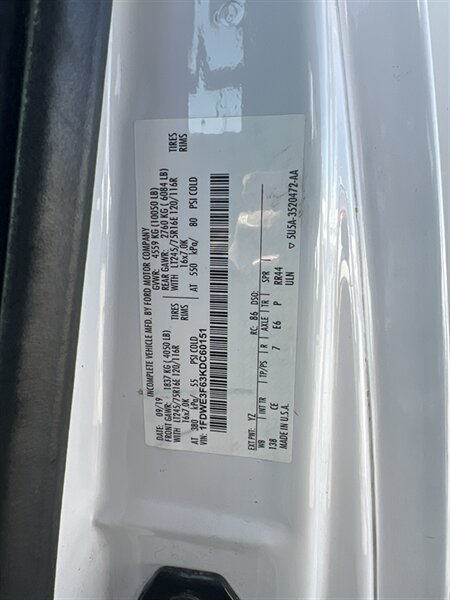 INCOMPLETE VEHICLE MFD. BY FORD MOTOR COMPANY
DATE: 09/19 GVWR: 4559 KG (10050 LB)
FRONT GAWR: 1837 KG (4050 LB) REAR GAWR: 2760 KG (6084 LB)
WITH LT245/75R16E 120/116R WITH LT245/75R16E 120/116R TIRES
16x7.0K 16x7.0K RIMS
AT 380 kPa/ 55 PSI COLD AT 550 kPa/ 80 PSI COLD
VIN: 1FDWE3F63KDC60151
TIRES
RIMS
EXT PNT: YZ RC: B6 DSO:
WB INT TR TP/PS R AXLE TR SPR
138 CE 7 E6 P RR44
MADE IN U.S.A. ULN
▽ 5U5A-3520472-AA